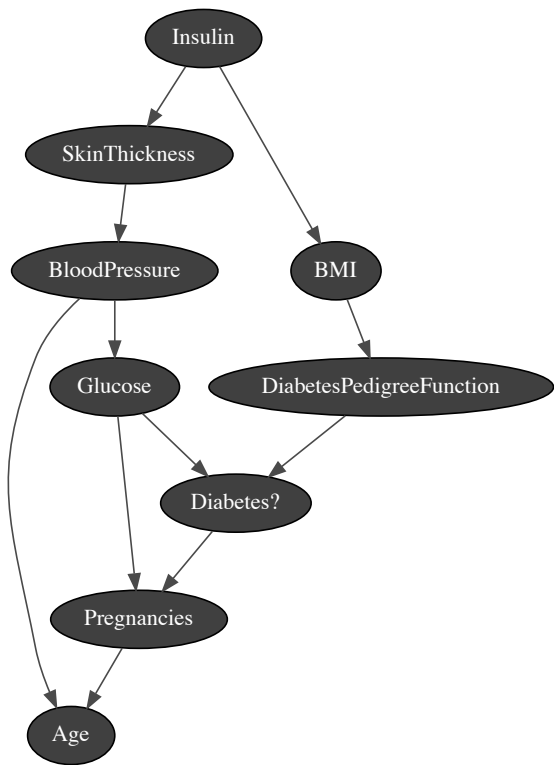 Insulin
SkinThickness
BloodPressure
BMI
Glucose
DiabetesPedigreeFunction
Diabetes?
Pregnancies
Age